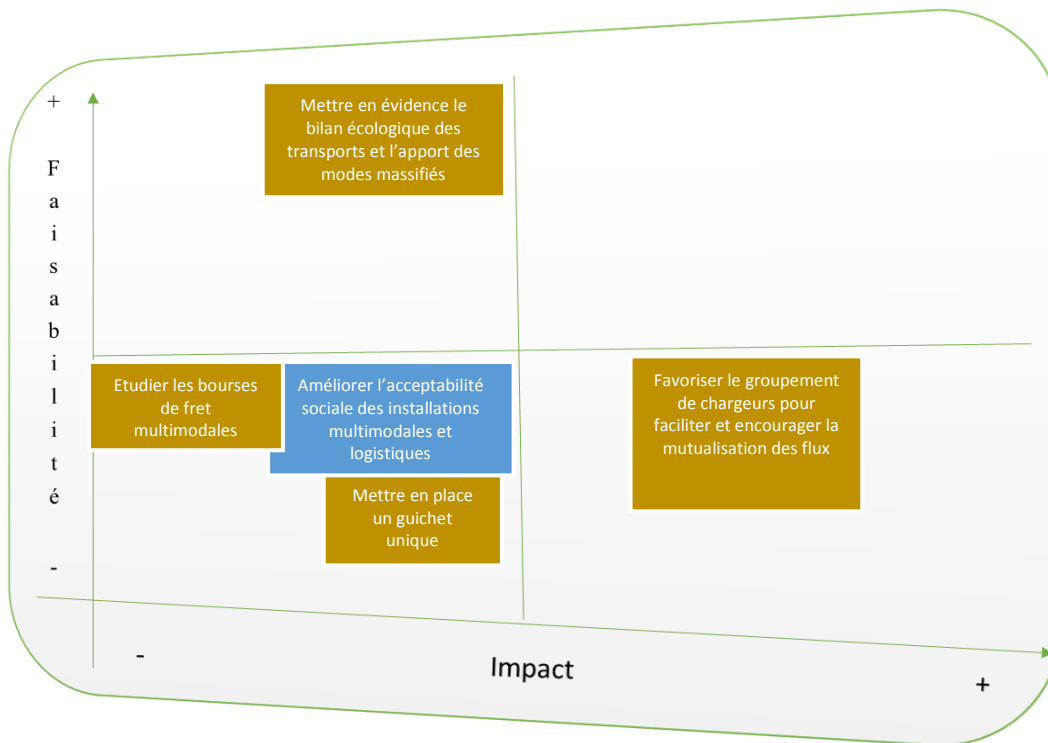 +
F
a
i
s
a
b
i
l
i
t
é
-
Mettre en évidence le
bilan écologique des
transports et l’apport des
modes massifiés
Etudier les bourses
de fret
multimodales
Améliorer l’acceptabilité
sociale des installations
multimodales et
logistiques
Mettre en place
un guichet
unique
Favoriser le groupement
de chargeurs pour
faciliter et encourager la
mutualisation des flux
-
Impact
+